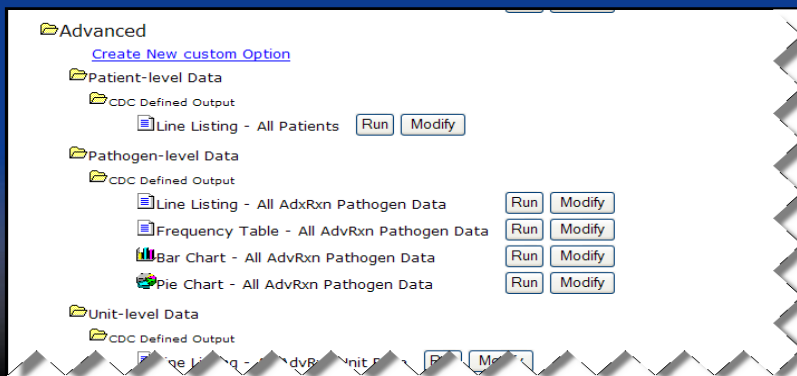 Advanced
Create New custom Option
Patient-level Data
CDC Defined Output
Line Listing - All Patients Run Modify
Pathogen-level Data
CDC Defined Output
Line Listing - All AdxRxn Pathogen Data Run Modify
Frequency Table - All AdvRxn Pathogen Data Run Modify
Bar Chart - All AdvRxn Pathogen Data Run Modify
Pie Chart - All AdvRxn Pathogen Data Run Modify
Unit-level Data
CDC Defined Output